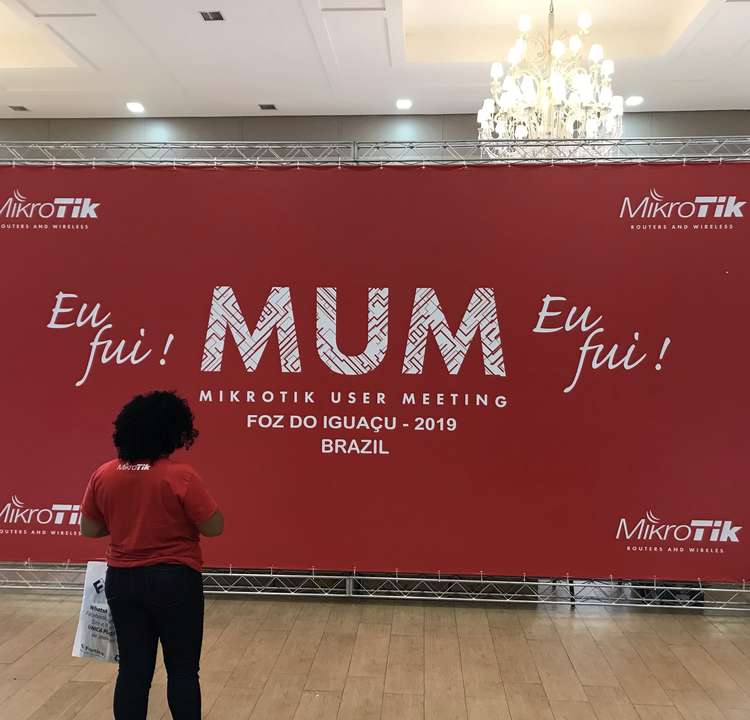 MikroTik
ROUTERS AND WIRELESS
MikroTik
ROUTERS AND WIRELESS
Eu
fui !
MUM
Eu
fui !
MIKROTIK USER MEETING
FOZ DO IGUAÇU - 2019
BRAZIL
MikroTik
MikroTik
ROUTERS AND WIRELESS
MikroTik
ROUTERS AND WIRELESS